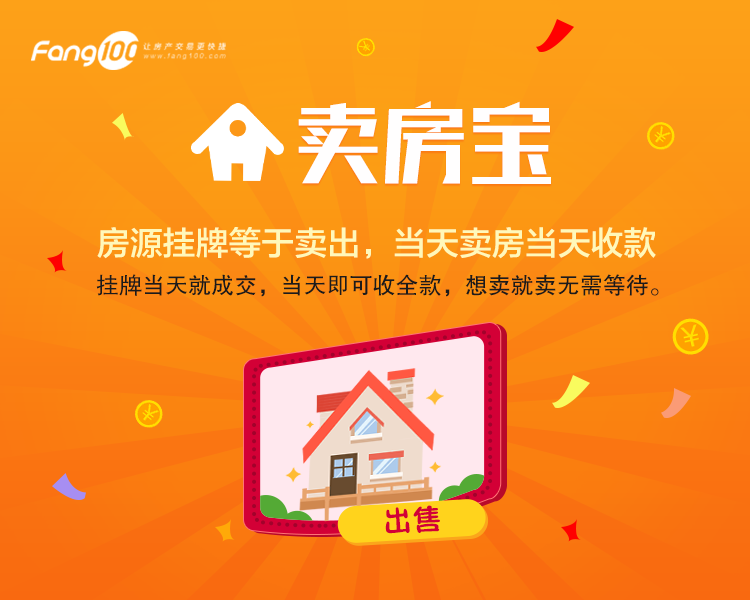 Fang100 让房产交易更快速
www.fang100.com
卖房宝
房源挂牌等于卖出，当天卖房当天收款
挂牌当天就成交，当天即可收全款，想卖就卖无需等待。
¥
¥
¥
¥
出售